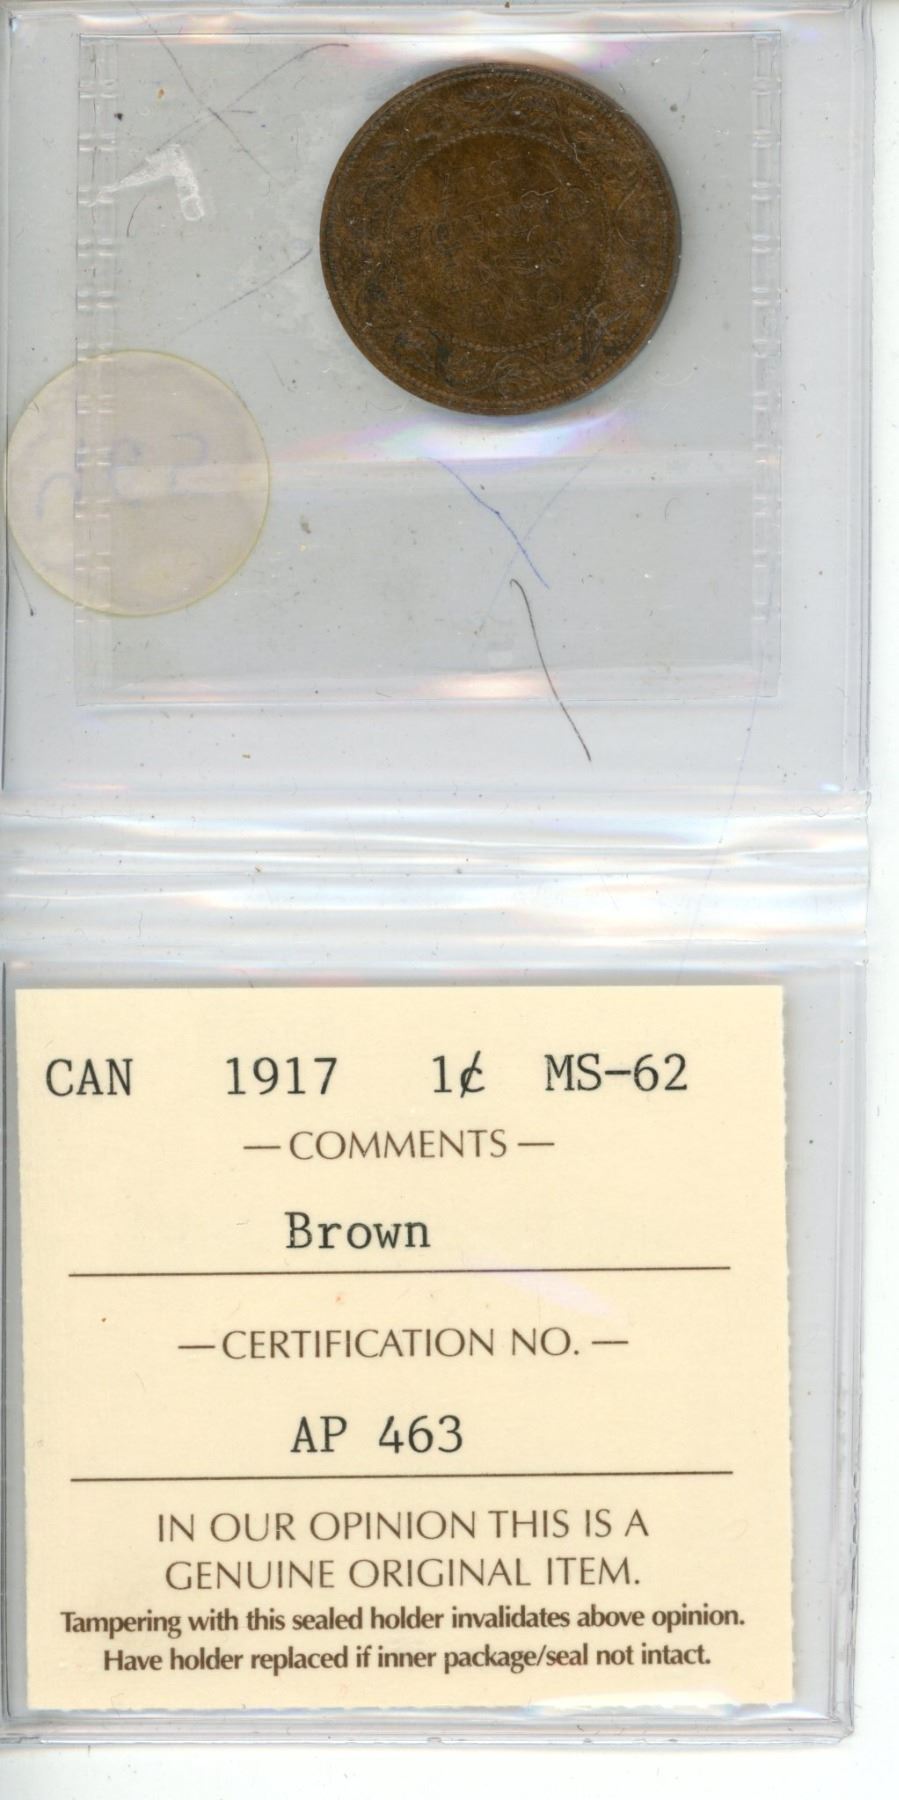 CAN 1917 1¢ MS-62
— COMMENTS —
Brown
— CERTIFICATION NO. —
AP 463
IN OUR OPINION THIS IS A
GENUINE ORIGINAL ITEM.
Tampering with this sealed holder invalidates above opinion.
Have holder replaced if inner package/seal not intact.